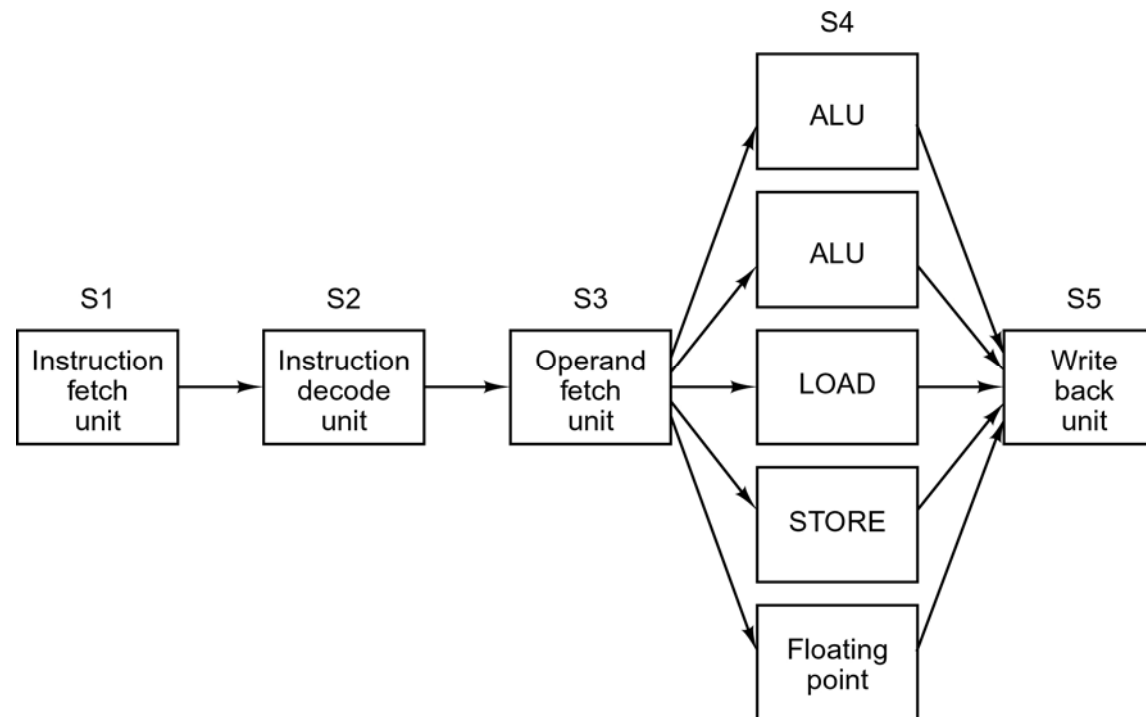 S4
ALU
ALU
S1
Instruction
fetch
unit
S2
Instruction
decode
unit
S3
Operand
fetch
unit
LOAD
S5
Write
back
unit
STORE
Floating
point